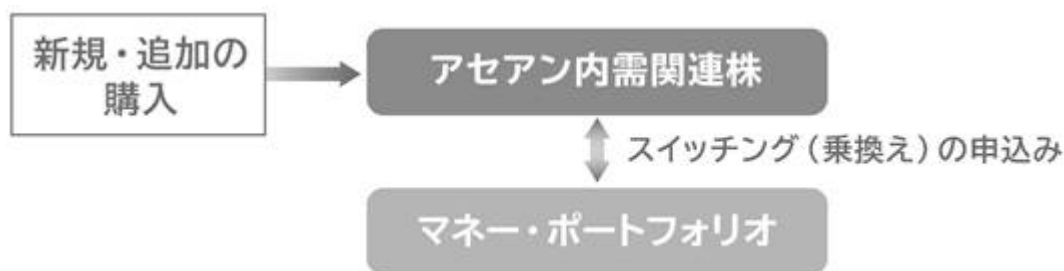 新規・追加の
購入
アセアン内需関連株
スイッチング（乗換え）の申込み
マネー・ポートフォリオ